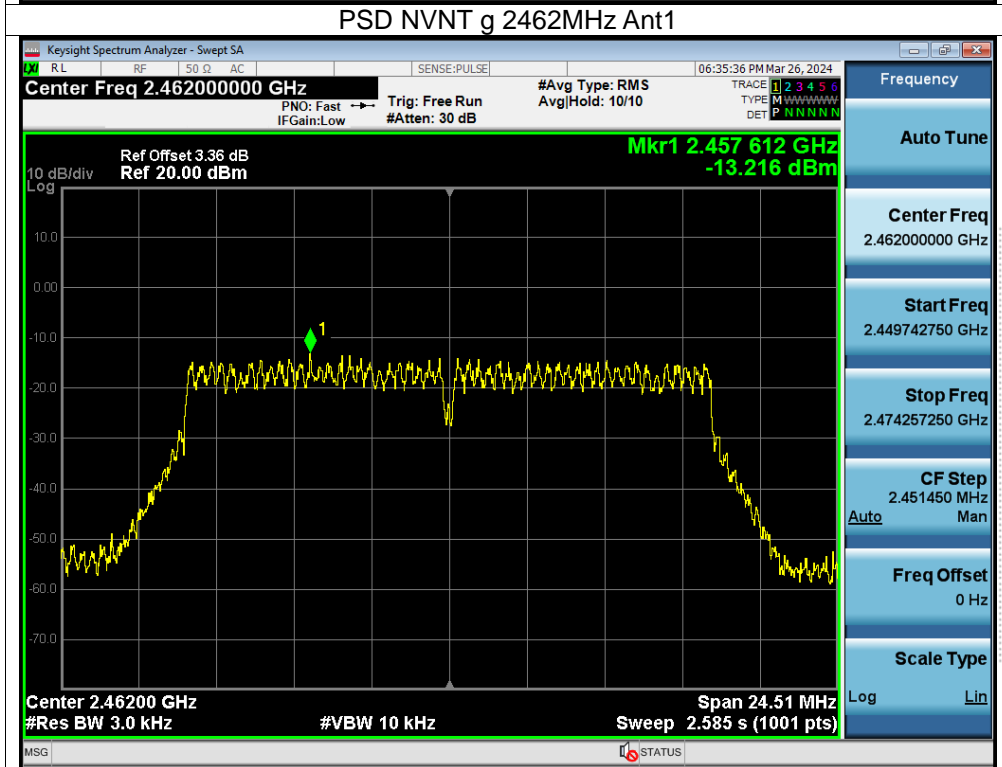 PSD NVNT g 2462MHz Ant1
Keysight Spectrum Analyzer - Swept SA
LXI RL RF 50 Ω AC SENSE:PULSE 06:35:36 PM Mar 26, 2024
Center Freq 2.462000000 GHz
#Avg Type: RMS
TRACE 1 2 3 4 5 6
PNO: Fast
Trig: Free Run
Avg|Hold: 10/10
TYPE M WWWWW
IFGain:Low
#Atten: 30 dB
DET P N N N N N
Mkr1 2.457 612 GHz
-13.216 dBm
Ref Offset 3.36 dB
10 dB/div Ref 20.00 dBm
Log
10.0
0.00
-10.0
-20.0
-30.0
-40.0
-50.0
-60.0
-70.0
1
Center 2.46200 GHz Span 24.51 MHz
#Res BW 3.0 kHz #VBW 10 kHz Sweep 2.585 s (1001 pts)
MSG STATUS
Frequency
Auto Tune
Center Freq
2.462000000 GHz
Start Freq
2.449742750 GHz
Stop Freq
2.474257250 GHz
CF Step
2.451450 MHz
Auto Man
Freq Offset
0 Hz
Scale Type
Log Lin